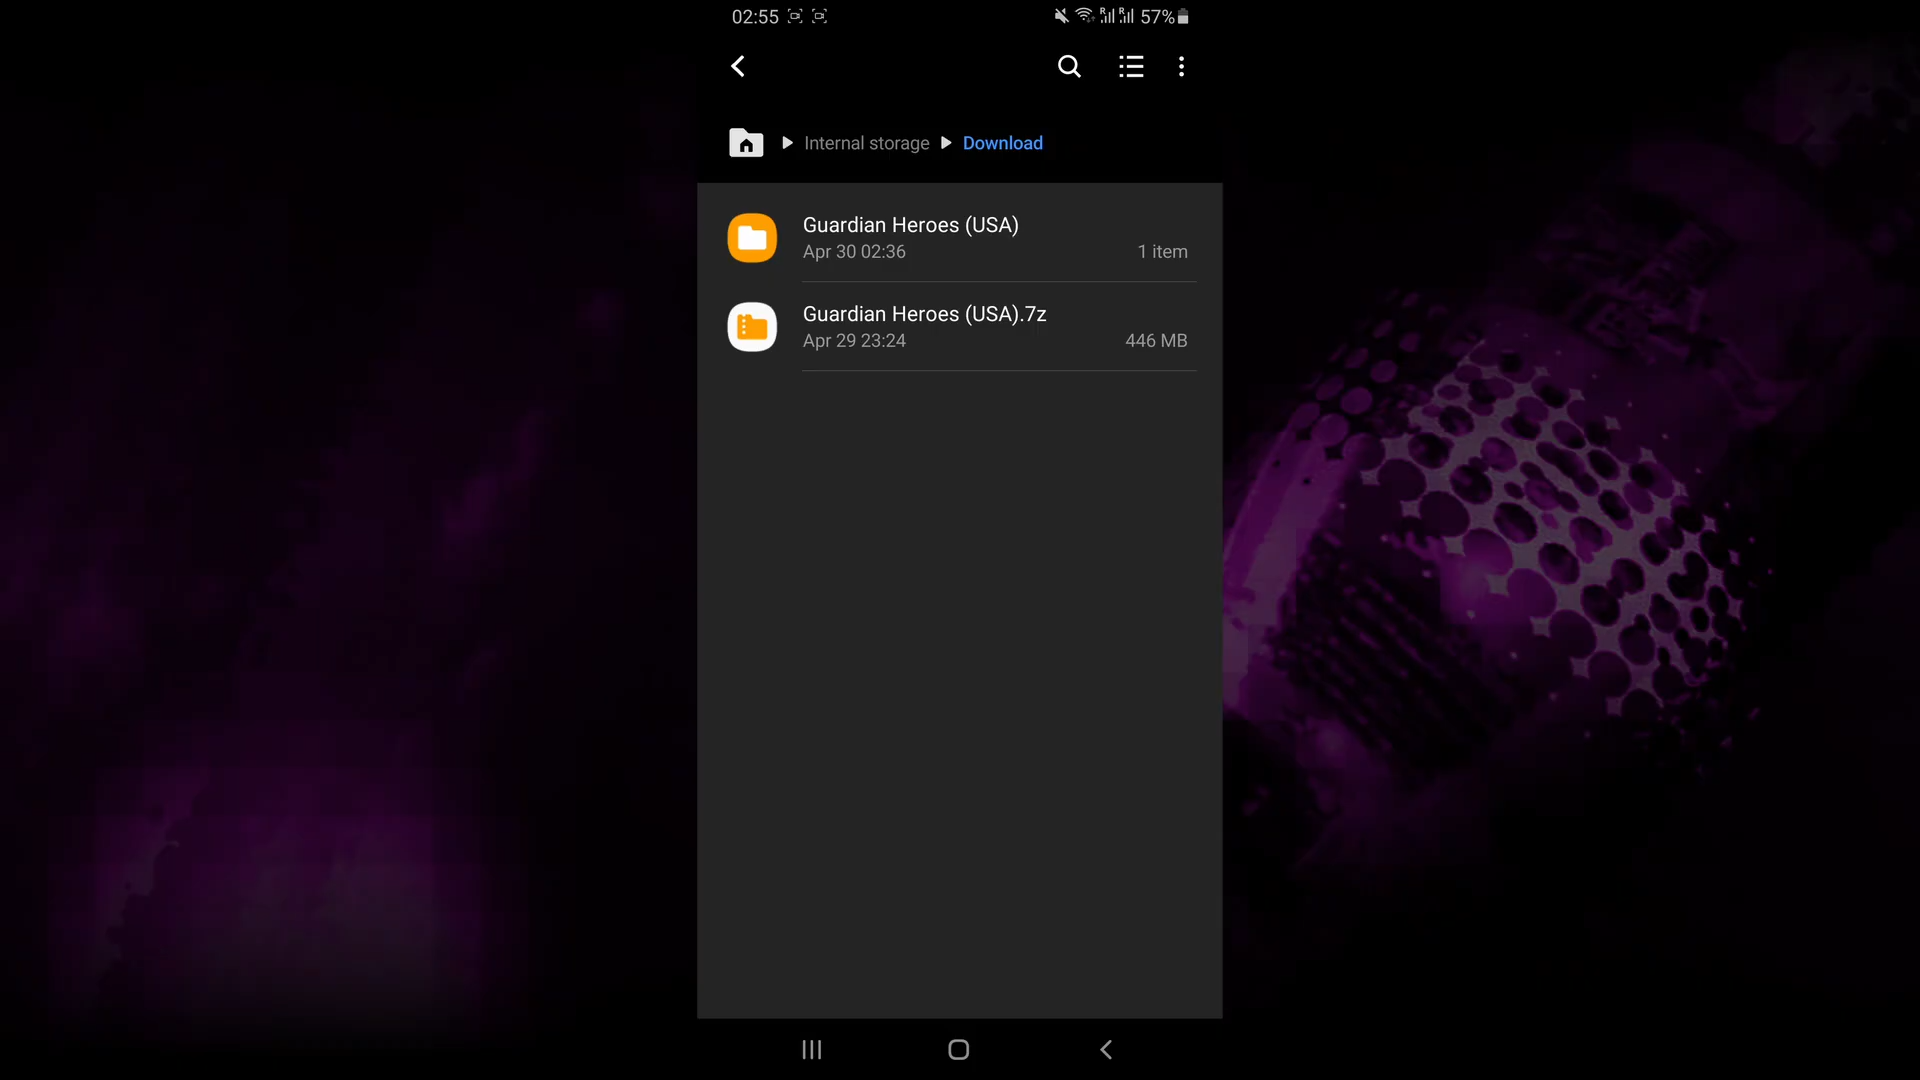 02:55
57%
Internal storage Download
Guardian Heroes (USA)
Apr 30 02:36 1 item
Guardian Heroes (USA).7z
Apr 29 23:24 446 MB